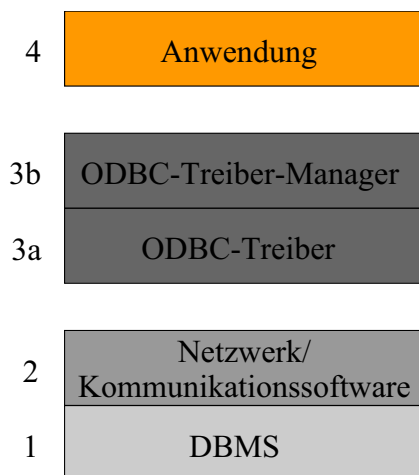 4 Anwendung
3b ODBC-Treiber-Manager
3a ODBC-Treiber
2 Netzwerk/
Kommunikationssoftware
1 DBMS